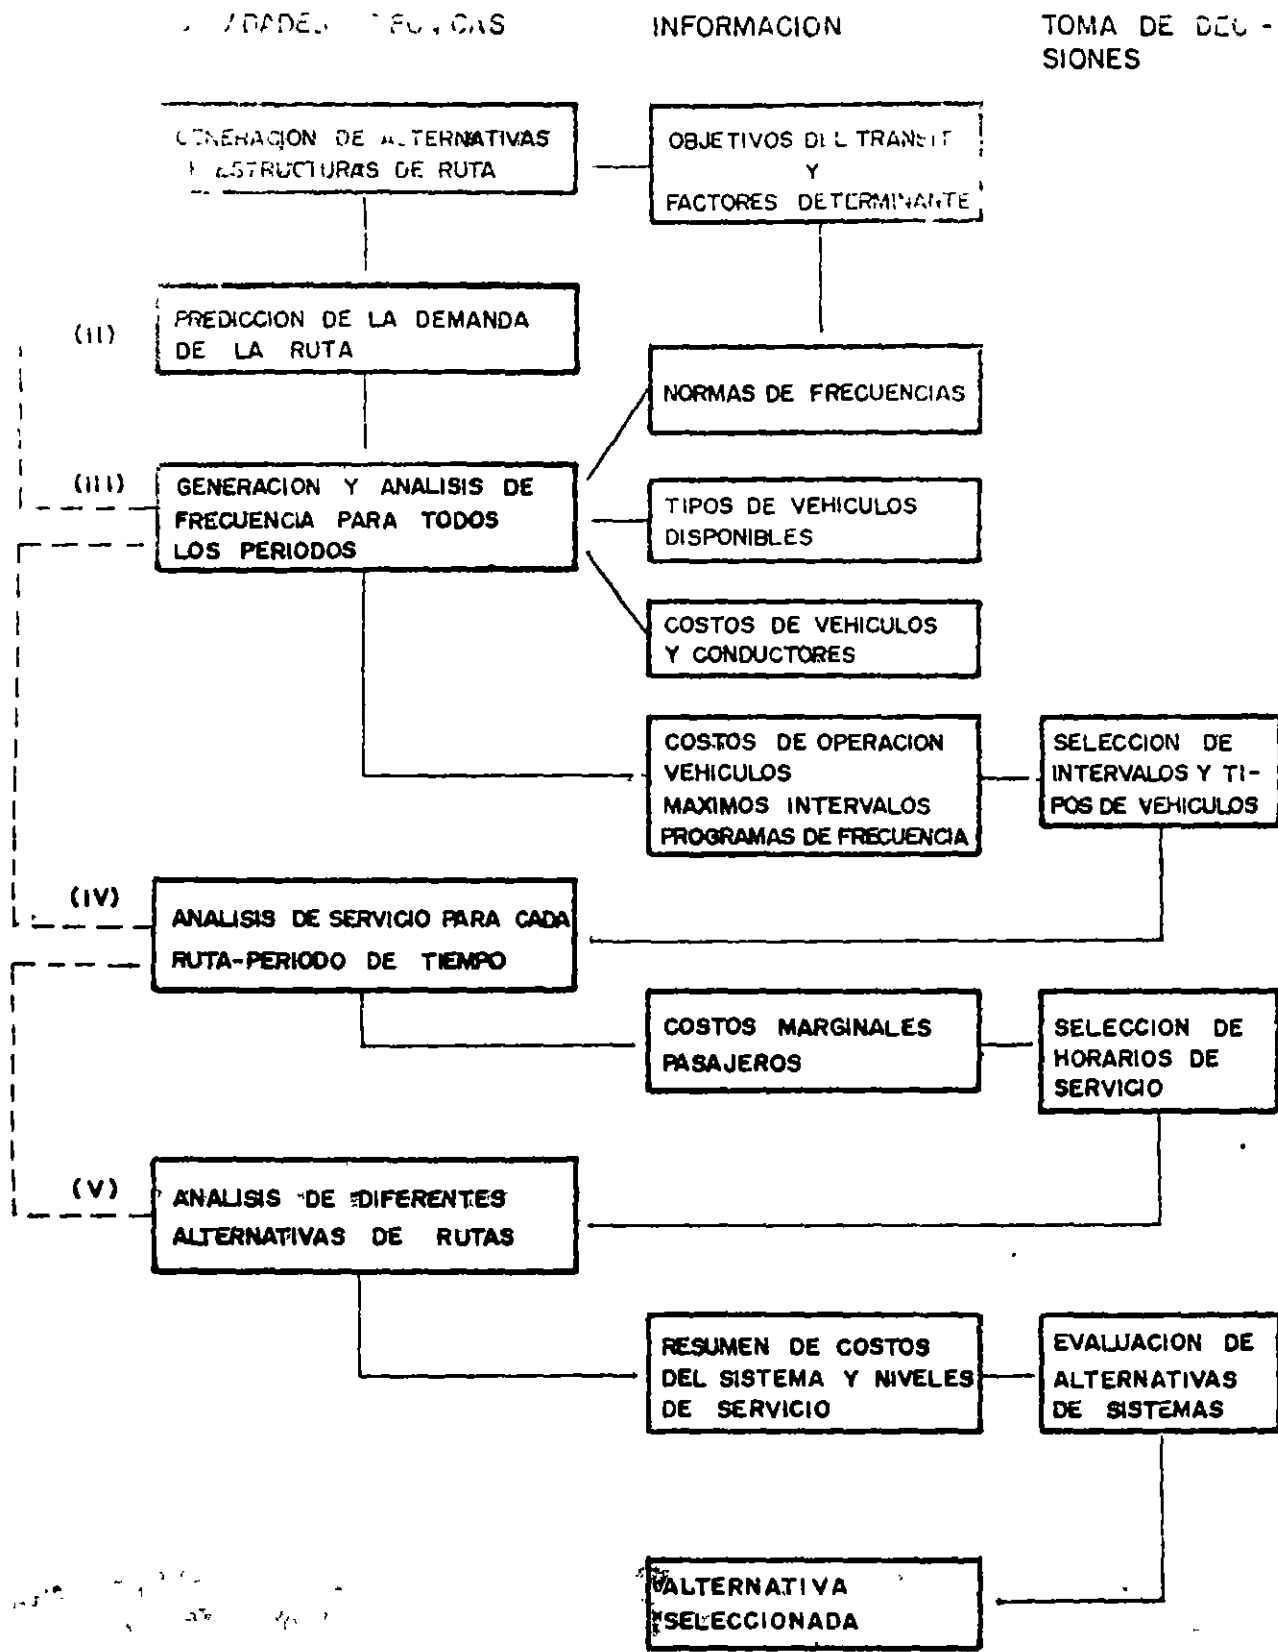 INFORMACION
TOMA DE
SIONES
DE ALTERNATIVAS
ESTRUCTURAS DE RUTA
OBJETIVOS DEL TRANSIT
Y
FACTORES DETERMINANTE
(II)
PREDICCION DE LA DEMANDA
DE LA RUTA
NORMAS DE FRECUENCIAS
(III)
GENERACION Y ANALISIS DE
FRECUENCIA PARA TODOS
LOS PERIODOS
TIPOS DE VEHICULOS
DISPONIBLES
COSTOS DE VEHICULOS
Y CONDUCTORES
COSTOS DE OPERACION
VEHICULOS
MAXIMOS INTERVALOS
PROGRAMAS DE FRECUENCIA
SELECCION DE
INTERVALOS Y TI-
POS DE VEHICULOS
(IV)
ANALISIS DE SERVICIO PARA CADA
RUTA-PERIODO DE TIEMPO
COSTOS MARGINALES
PASAJEROS
SELECCION DE
HORARIOS DE
SERVICIO
(V)
ANALISIS DE DIFERENTES
ALTERNATIVAS DE RUTAS
RESUMEN DE COSTOS
DEL SISTEMA Y NIVELES
DE SERVICIO
EVALUACION DE
ALTERNATIVAS
DE SISTEMAS
ALTERNATIVA
SELECCIONADA